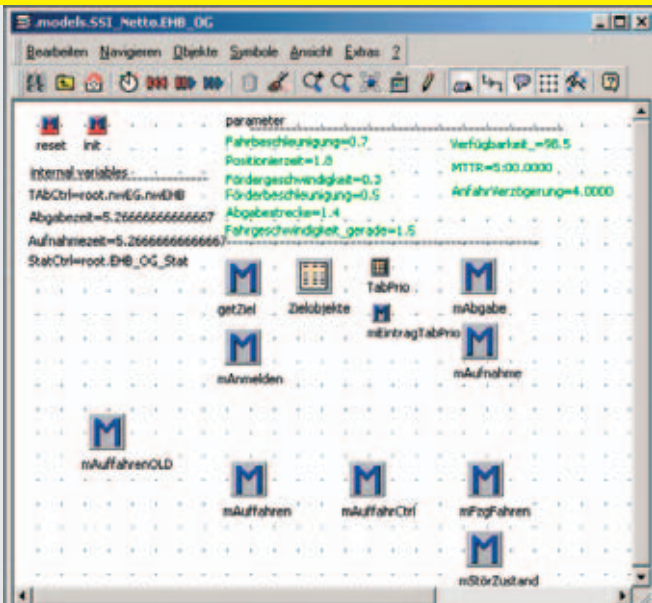 .models.SSI_Netto.EHB_OG
Bearbeiten Navigieren Objekte Symbole Ansicht Extras ?
reset init
parameter
Fahrbeschleunigung=0.7
Positionierzeit=1.8
Fördergeschwindigkeit=0.3
Förderbeschleunigung=0.5
Abgabestrecke=1.4
Fahrgeschwindigkeit_gerade=1.5
Verfügbarkeit_=98.5
MTTR=5:00.0000
AnfahrVerzögerung=4.0000
internal variables
TAbCtrl=root.nwEG.nwEHB
Abgabezeit=5.26666666666667
Aufnahmezeit=5.26666666666667
StatCtrl=root.EHB_OG_Stat
getZiel Zielobjekte TabPrio mAbgabe
mEintragTabPrio
mAnmelden mAufnahme
mAuffahrenOLD
mAuffahren mAuffahrCtrl mFzgFahren
mStörZustand